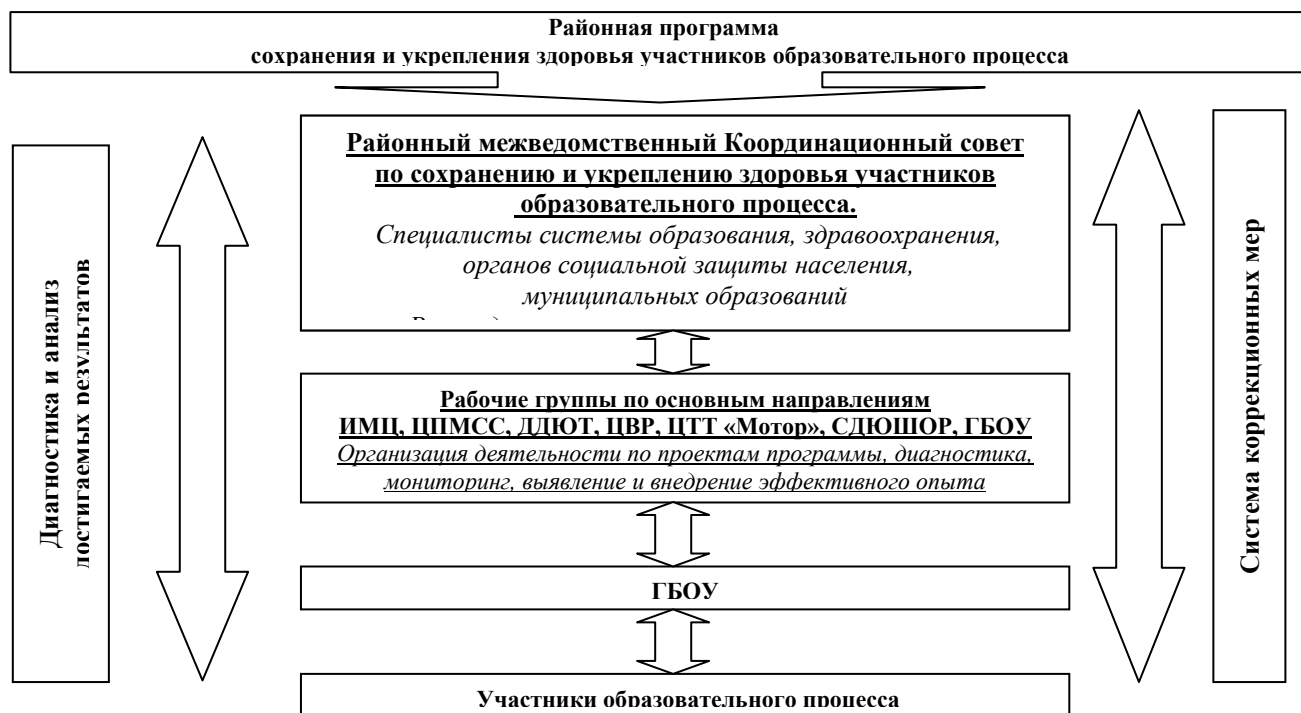 Районная программа
сохранения и укрепления здоровья участников образовательного процесса
Районный межведомственный Координационный совет
по сохранению и укреплению здоровья участников
образовательного процесса.
Специалисты системы образования, здравоохранения,
органов социальной защиты населения,
муниципальных образований
Рабочие группы по основным направлениям
ИМЦ, ЦПМСС, ДДЮТ, ЦВР, ЦТТ «Мотор», СДЮШОР, ГБОУ
Организация деятельности по проектам программы, диагностика,
мониторинг, выявление и внедрение эффективного опыта
ГБОУ
Участники образовательного процесса
Диагностика и анализ
достигаемых результатов
Система коррекционных мер